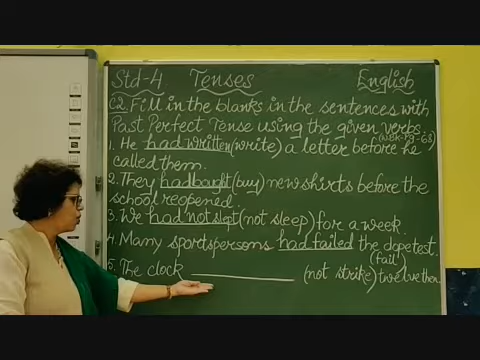 Std-4 Tenses English
C2. Fill in the blanks in the sentences with
Past Perfect Tense using the given verbs.
1. He had written (write) a letter before he
called them.
2. They had bought (buy) new shirts before the
school reopened.
3. We had not slept (not sleep) for a week.
4. Many sportspersons had failed the dope test.
(fail)
5. The clock ____________ (not strike) twelve then.